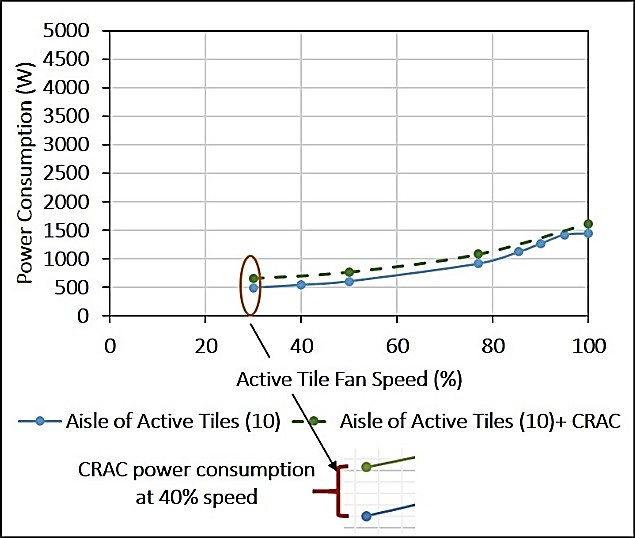 5000
4500
4000
3500
3000
2500
2000
1500
1000
500
0
Power Consumption (W)
0 20 40 60 80 100
Active Tile Fan Speed (%)
Aisle of Active Tiles (10) Aisle of Active Tiles (10)+ CRAC
CRAC power consumption
at 40% speed